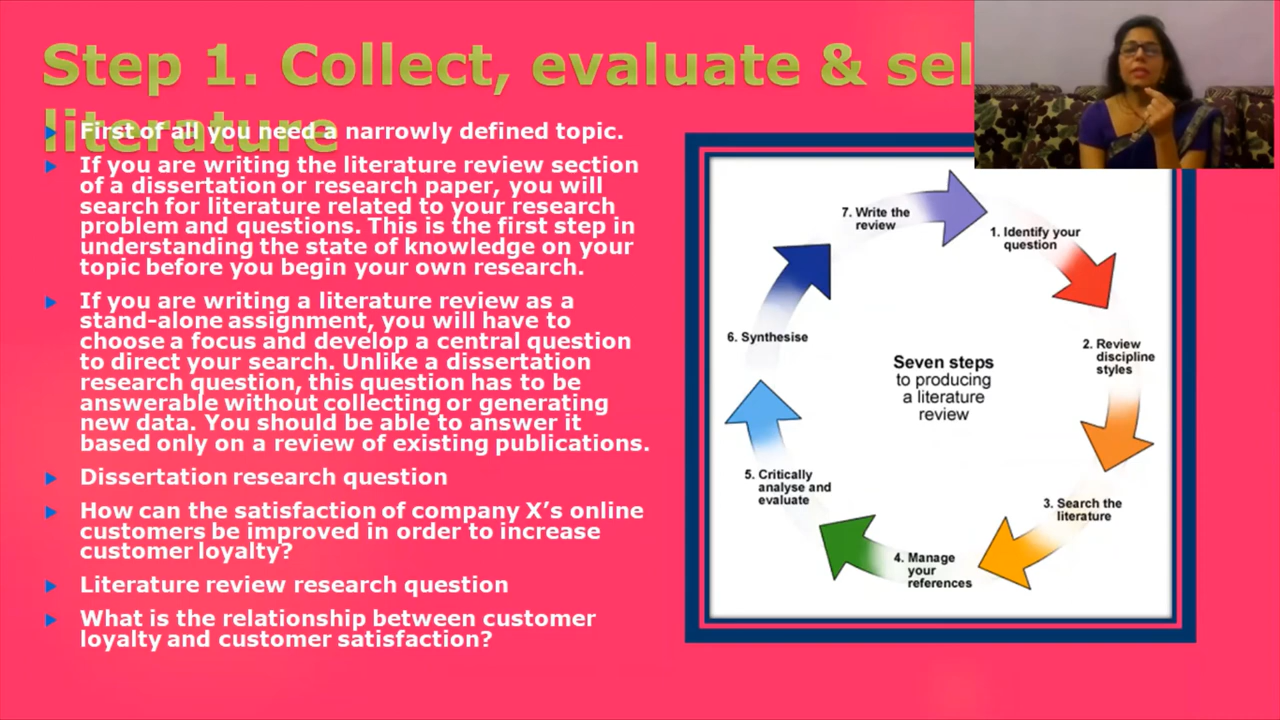 Step 1. Collect, evaluate & sel
literature
First of all you need a narrowly defined topic.
If you are writing the literature review section
of a dissertation or research paper, you will
search for literature related to your research
problem and questions. This is the first step in
understanding the state of knowledge on your
topic before you begin your own research.
If you are writing a literature review as a
stand-alone assignment, you will have to
choose a focus and develop a central question
to direct your search. Unlike a dissertation
research question, this question has to be
answerable without collecting or generating
new data. You should be able to answer it
based only on a review of existing publications.
Dissertation research question
How can the satisfaction of company X’s online
customers be improved in order to increase
customer loyalty?
Literature review research question
What is the relationship between customer
loyalty and customer satisfaction?
Seven steps
to producing
a literature
review
1. Identify your
question
2. Review
discipline
styles
3. Search the
literature
4. Manage
your
references
5. Critically
analyse and
evaluate
6. Synthesise
7. Write the
review